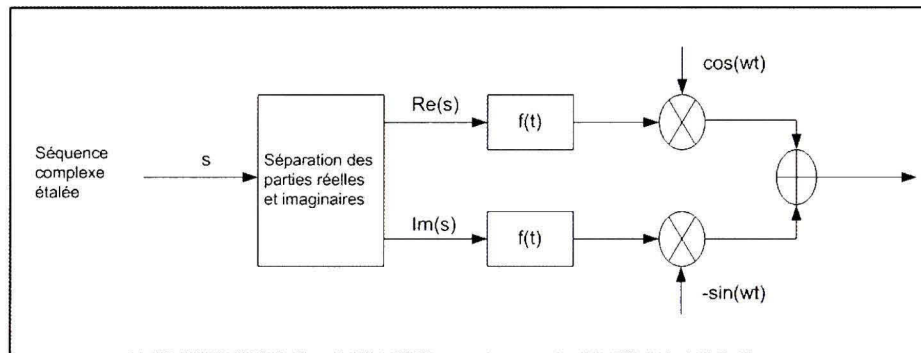 cos(wt)
Re(s)
f(t)
Séquence
complexe
étalée
s
Séparation des
parties réelles
et imaginaires
Im(s)
f(t)
-sin(wt)